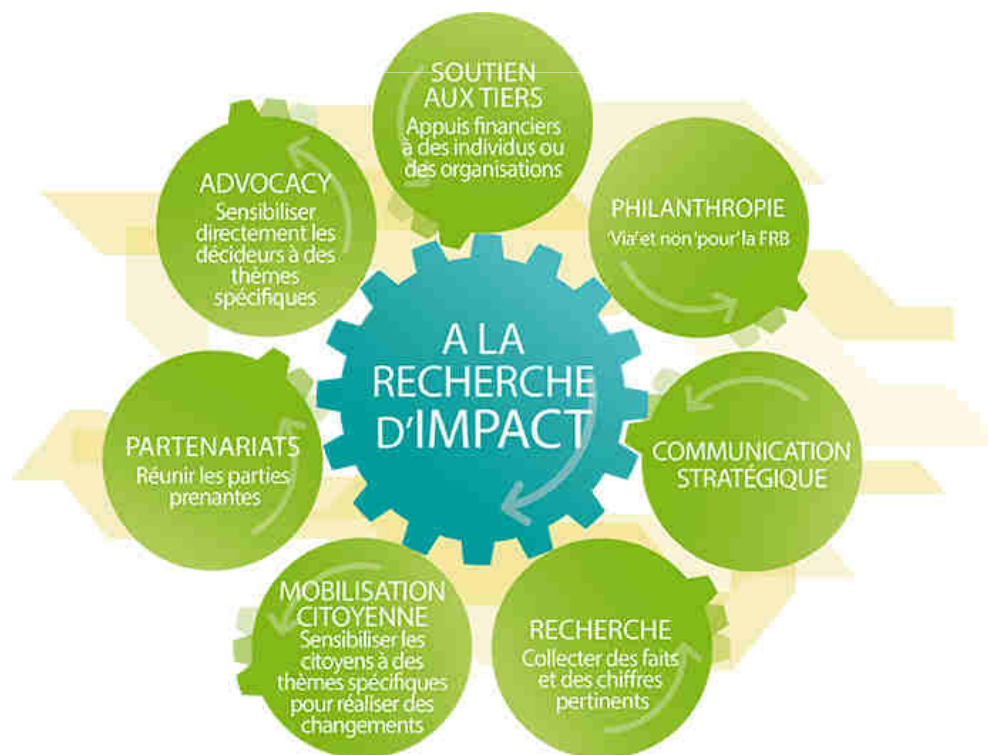 SOUTIEN
AUX TIERS
Appuis financiers
à des individus ou
des organisations
PHILANTHROPIE
'Via' et non 'pour' la FRB
COMMUNICATION
STRATÉGIQUE
RECHERCHE
Collecter des faits
et des chiffres
pertinents
MOBILISATION
CITOYENNE
Sensibiliser les
citoyens à des
thèmes spécifiques
pour réaliser des
changements
PARTENARIATS
Réunir les parties
prenantes
ADVOCACY
Sensibiliser
directement les
décideurs à des
thèmes
spécifiques
A LA
RECHERCHE
D'IMPACT